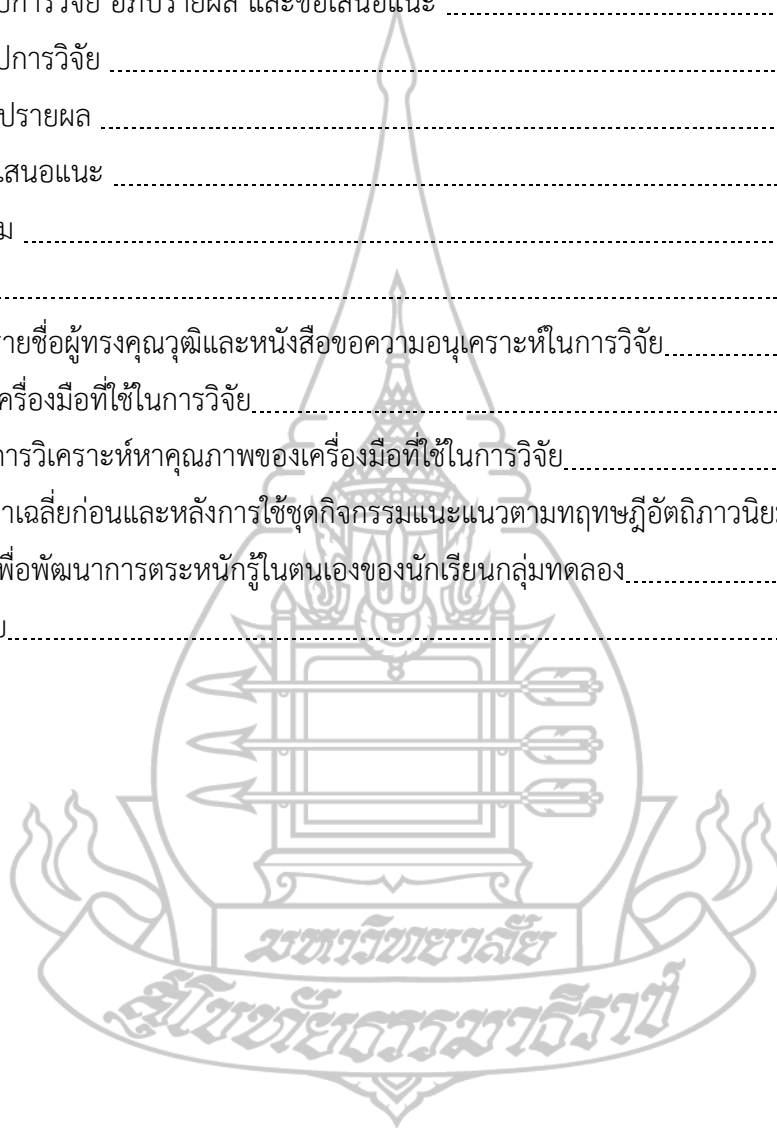 ปการวิจัย อภิปรายผล และข้อเสนอแนะ
ปการวิจัย
ปรายผล
เสนอแนะ
ม
ายชื่อผู้ทรงคุณวุฒิและหนังสือขอความอนุเคราะห์ในการวิจัย
ครื่องมือที่ใช้ในการวิจัย
การวิเคราะห์หาคุณภาพของเครื่องมือที่ใช้ในการวิจัย
าเฉลี่ยก่อนและหลังการใช้ชุดกิจกรรมแนะแนวตามทฤทษฎีอัตถิภาวนิย
พื่อพัฒนาการตระหนักรู้ในตนเองของนักเรียนกลุ่มทดลอง
ย
มหาวิทยาลัย
สุโขทัยธรรมาธิราช